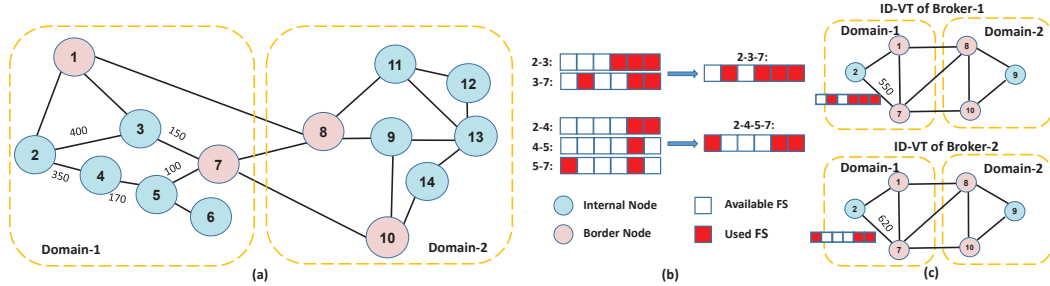 1
2
3
4
5
6
7
400
150
350
170
100
Domain-1
8
9
10
11
12
13
14
Domain-2
(a)
2-3:
3-7:
2-3-7:
2-4:
4-5:
5-7:
2-4-5-7:
Internal Node
Border Node
Available FS
Used FS
(b)
ID-VT of Broker-1
Domain-1
Domain-2
1
2
7
8
9
10
550
ID-VT of Broker-2
Domain-1
Domain-2
1
2
7
8
9
10
620
(c)